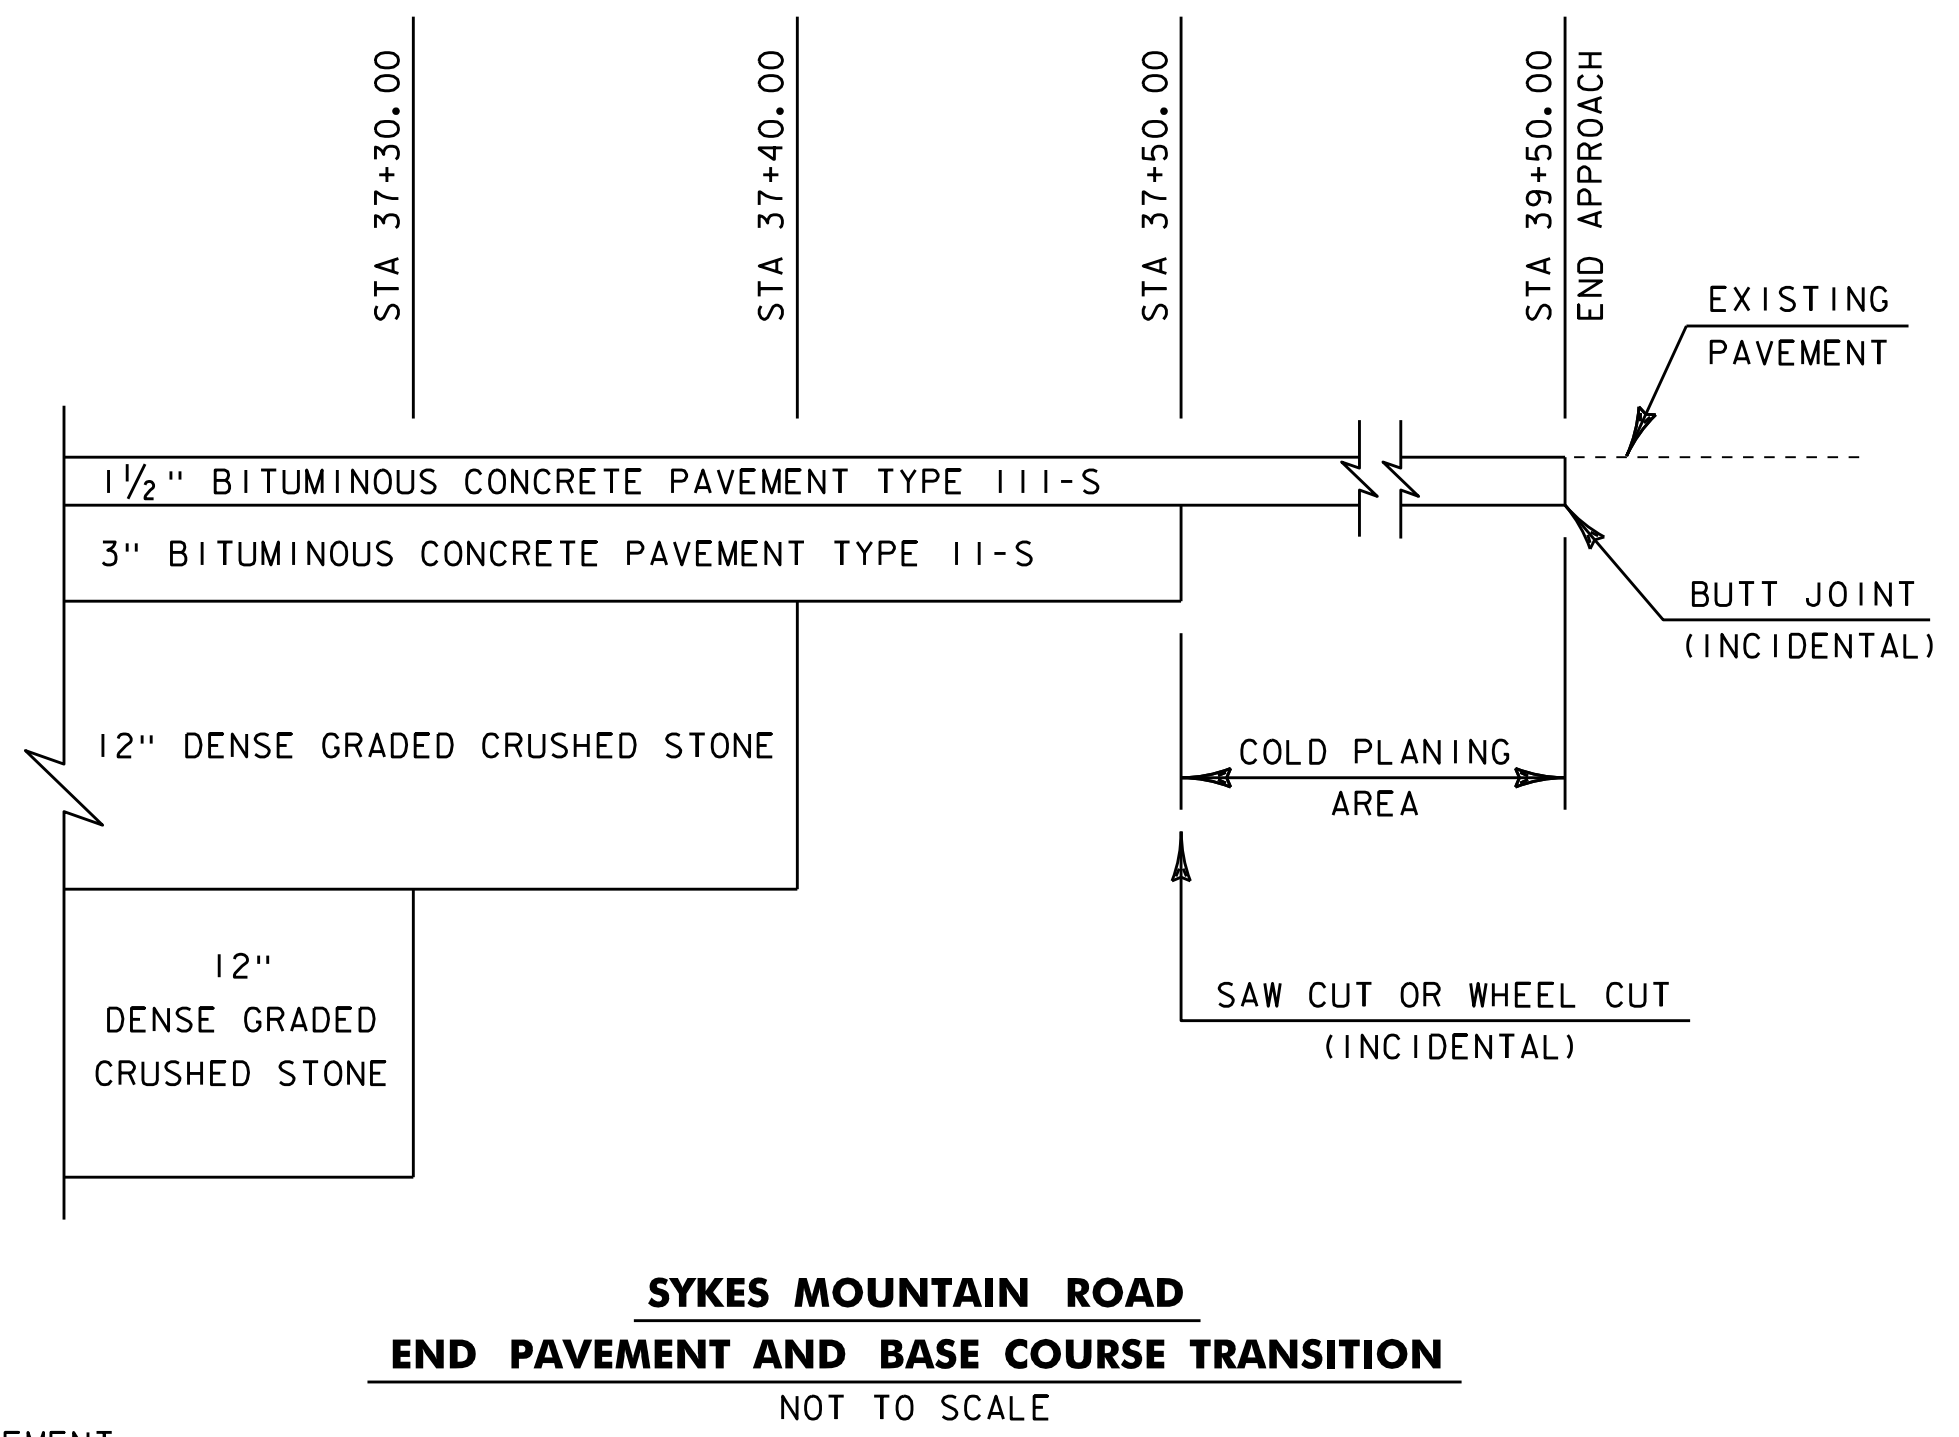 STA 37+30.00
STA 37+40.00
STA 37+50.00
STA 39+50.00
END APPROACH
EXISTING
PAVEMENT
1½" BITUMINOUS CONCRETE PAVEMENT TYPE III-S
3" BITUMINOUS CONCRETE PAVEMENT TYPE II-S
BUTT JOINT
(INCIDENTAL)
12" DENSE GRADED CRUSHED STONE
COLD PLANING
AREA
12"
DENSE GRADED
CRUSHED STONE
SAW CUT OR WHEEL CUT
(INCIDENTAL)
SYKES MOUNTAIN ROAD
END PAVEMENT AND BASE COURSE TRANSITION
NOT TO SCALE